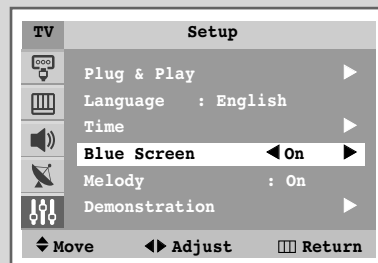 TV Setup
Plug & Play
Language : English
Time
Blue Screen On
Melody : On
Demonstration
Move Adjust Return